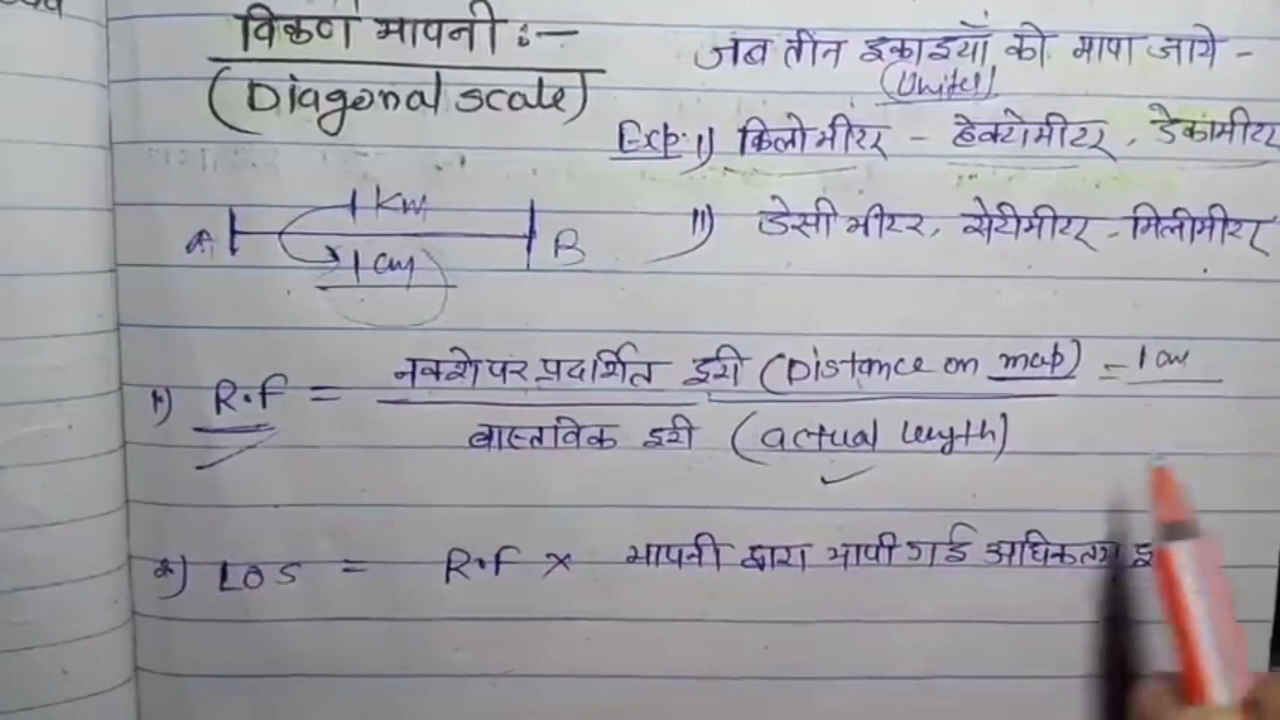 विकर्ण मापनी :-
(Diagonal scale)
जब तीन इकाइयाँ को मापा जाये -
(Unites)
Exp. i) किलोमीटर - हेक्टोमीटर, डेकामीटर
A 1 Km B
1 cm
ii) डेसीमीटर, सेंटीमीटर - मिलीमीटर
1) R.f = नक्शे पर प्रदर्शित दूरी (Distance on map) = 1 cm
वास्तविक दूरी (actual length)
2) LOS = R.f × मापनी द्वारा मापी गई अधिकतम